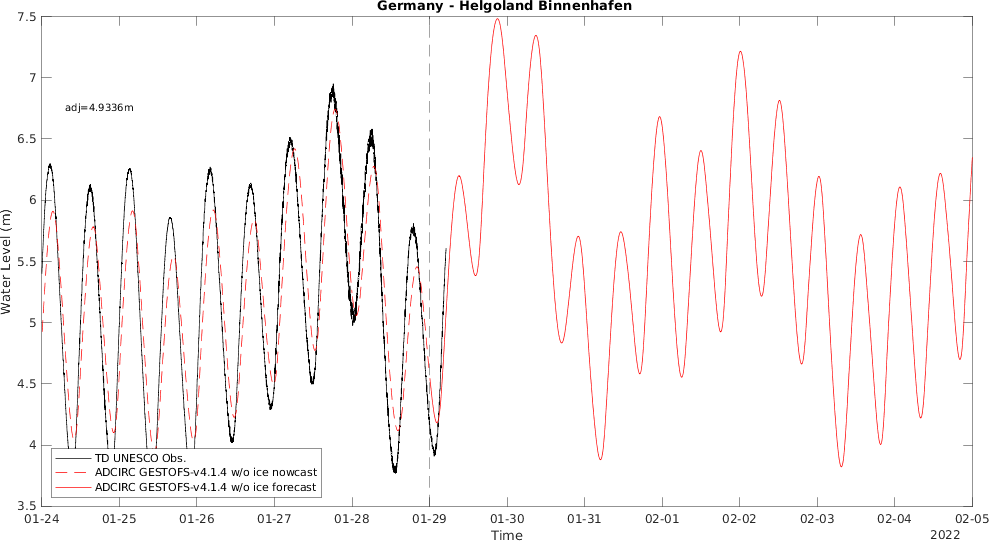 Germany - Helgoland Binnenhafen
7.5
7
6.5
6
5.5
5
4.5
4
3.5
Water Level (m)
adj=4.9336m
TD UNESCO Obs.
ADCIRC GESTOFS-v4.1.4 w/o ice nowcast
ADCIRC GESTOFS-v4.1.4 w/o ice forecast
01-24 01-25 01-26 01-27 01-28 01-29 01-30 01-31 02-01 02-02 02-03 02-04 02-05
Time
2022